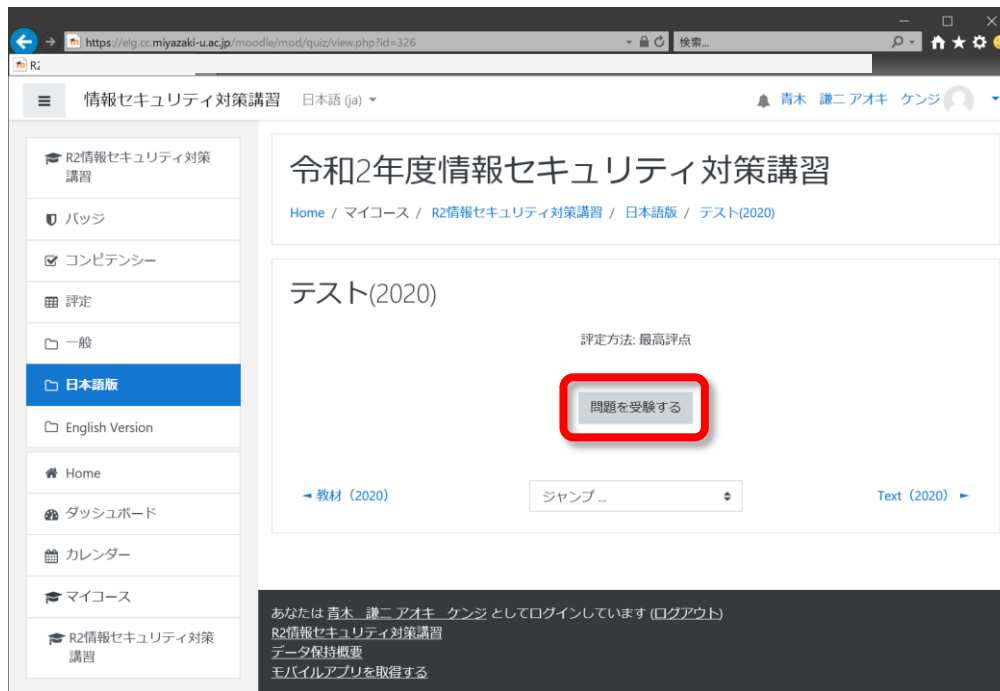 https://elg.cc.miyazaki-u.ac.jp/moodle/mod/quiz/view.php?id=326
検索...
R2
情報セキュリティ対策講習
日本語 (ja)
青木 謙二 アオキ ケンジ
R2情報セキュリティ対策
講習
バッジ
コンピテンシー
評定
一般
日本語版
English Version
Home
ダッシュボード
カレンダー
マイコース
R2情報セキュリティ対策
講習
令和2年度情報セキュリティ対策講習
Home / マイコース / R2情報セキュリティ対策講習 / 日本語版 / テスト(2020)
テスト(2020)
評定方法: 最高評点
問題を受験する
◄ 教材（2020）
ジャンプ ...
Text（2020） ►
あなたは 青木 謙二 アオキ ケンジ としてログインしています (ログアウト)
R2情報セキュリティ対策講習
データ保持概要
モバイルアプリを取得する